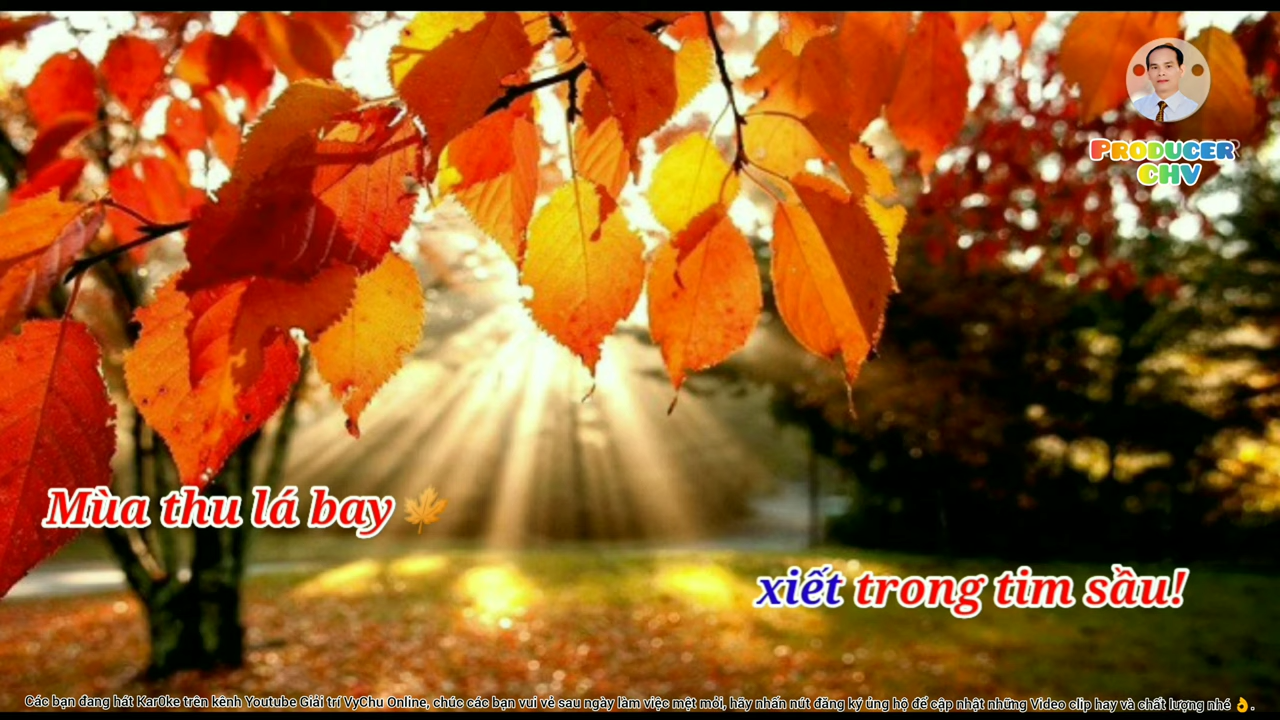 PRODUCER
CHV
Mùa thu lá bay 🍁
xiết trong tim sầu!
Các bạn đang hát Kar0ke trên kênh Youtube Giải trí VyChu Online, chúc các bạn vui vẻ sau ngày làm việc mệt mỏi, hãy nhấn nút đăng ký ủng hộ để cập nhật những Video clip hay và chất lượng nhé 👌.